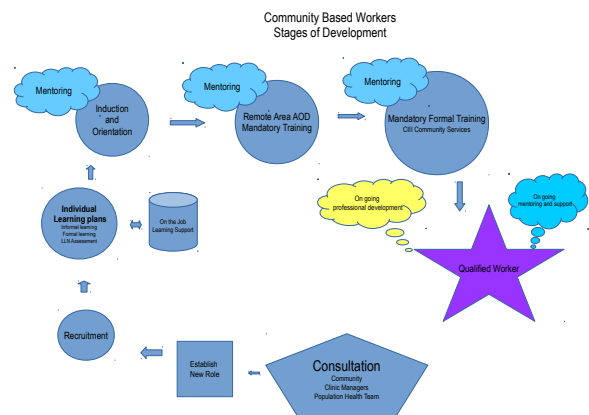 Community Based Workers
Stages of Development
Mentoring
Induction
and
Orientation
Mentoring
Remote Area AOD
Mandatory Training
Mentoring
Mandatory Formal Training
CIII Community Services
Individual
Learning plans
Informal learning
Formal learning
LLN Assessment
On the Job
Learning Support
On going
professional development
On going
mentoring and support
Qualified Worker
Recruitment
Establish
New Role
Consultation
Community
Clinic Managers
Population Health Team